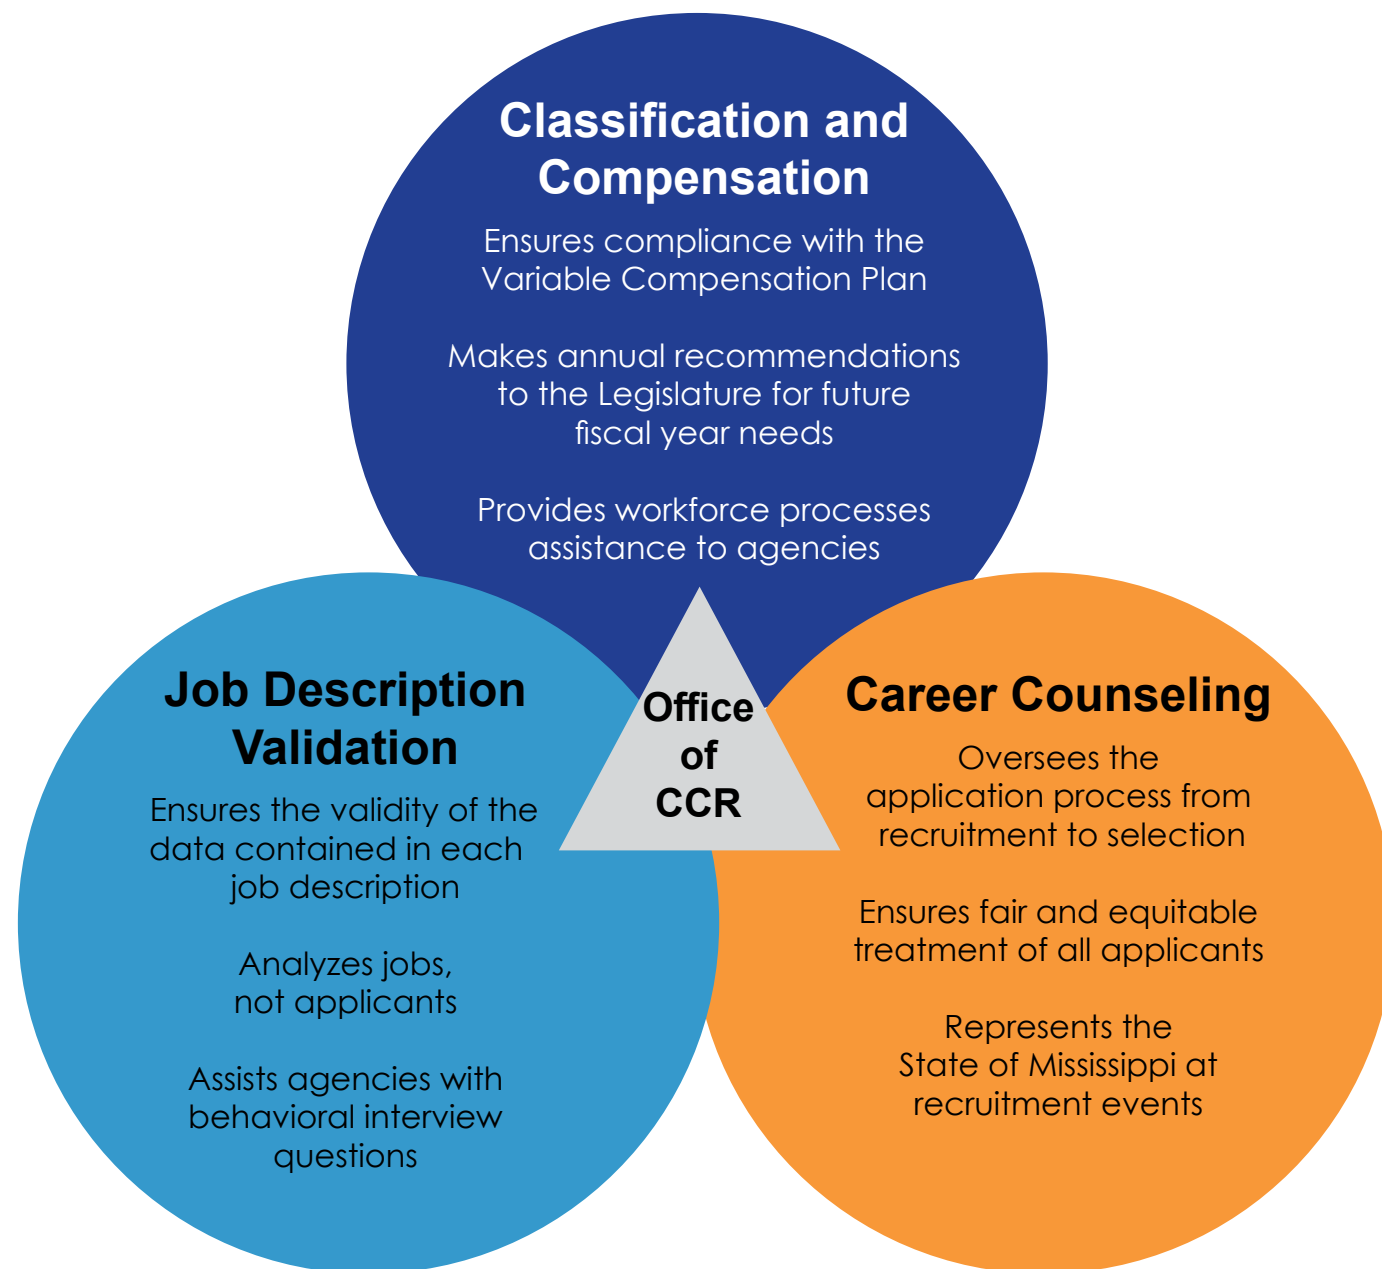 Classification and
Compensation
Ensures compliance with the
Variable Compensation Plan
Makes annual recommendations
to the Legislature for future
fiscal year needs
Provides workforce processes
assistance to agencies
Job Description
Validation
Ensures the validity of the
data contained in each
job description
Analyzes jobs,
not applicants
Assists agencies with
behavioral interview
questions
Office
of
CCR
Career Counseling
Oversees the
application process from
recruitment to selection
Ensures fair and equitable
treatment of all applicants
Represents the
State of Mississippi at
recruitment events